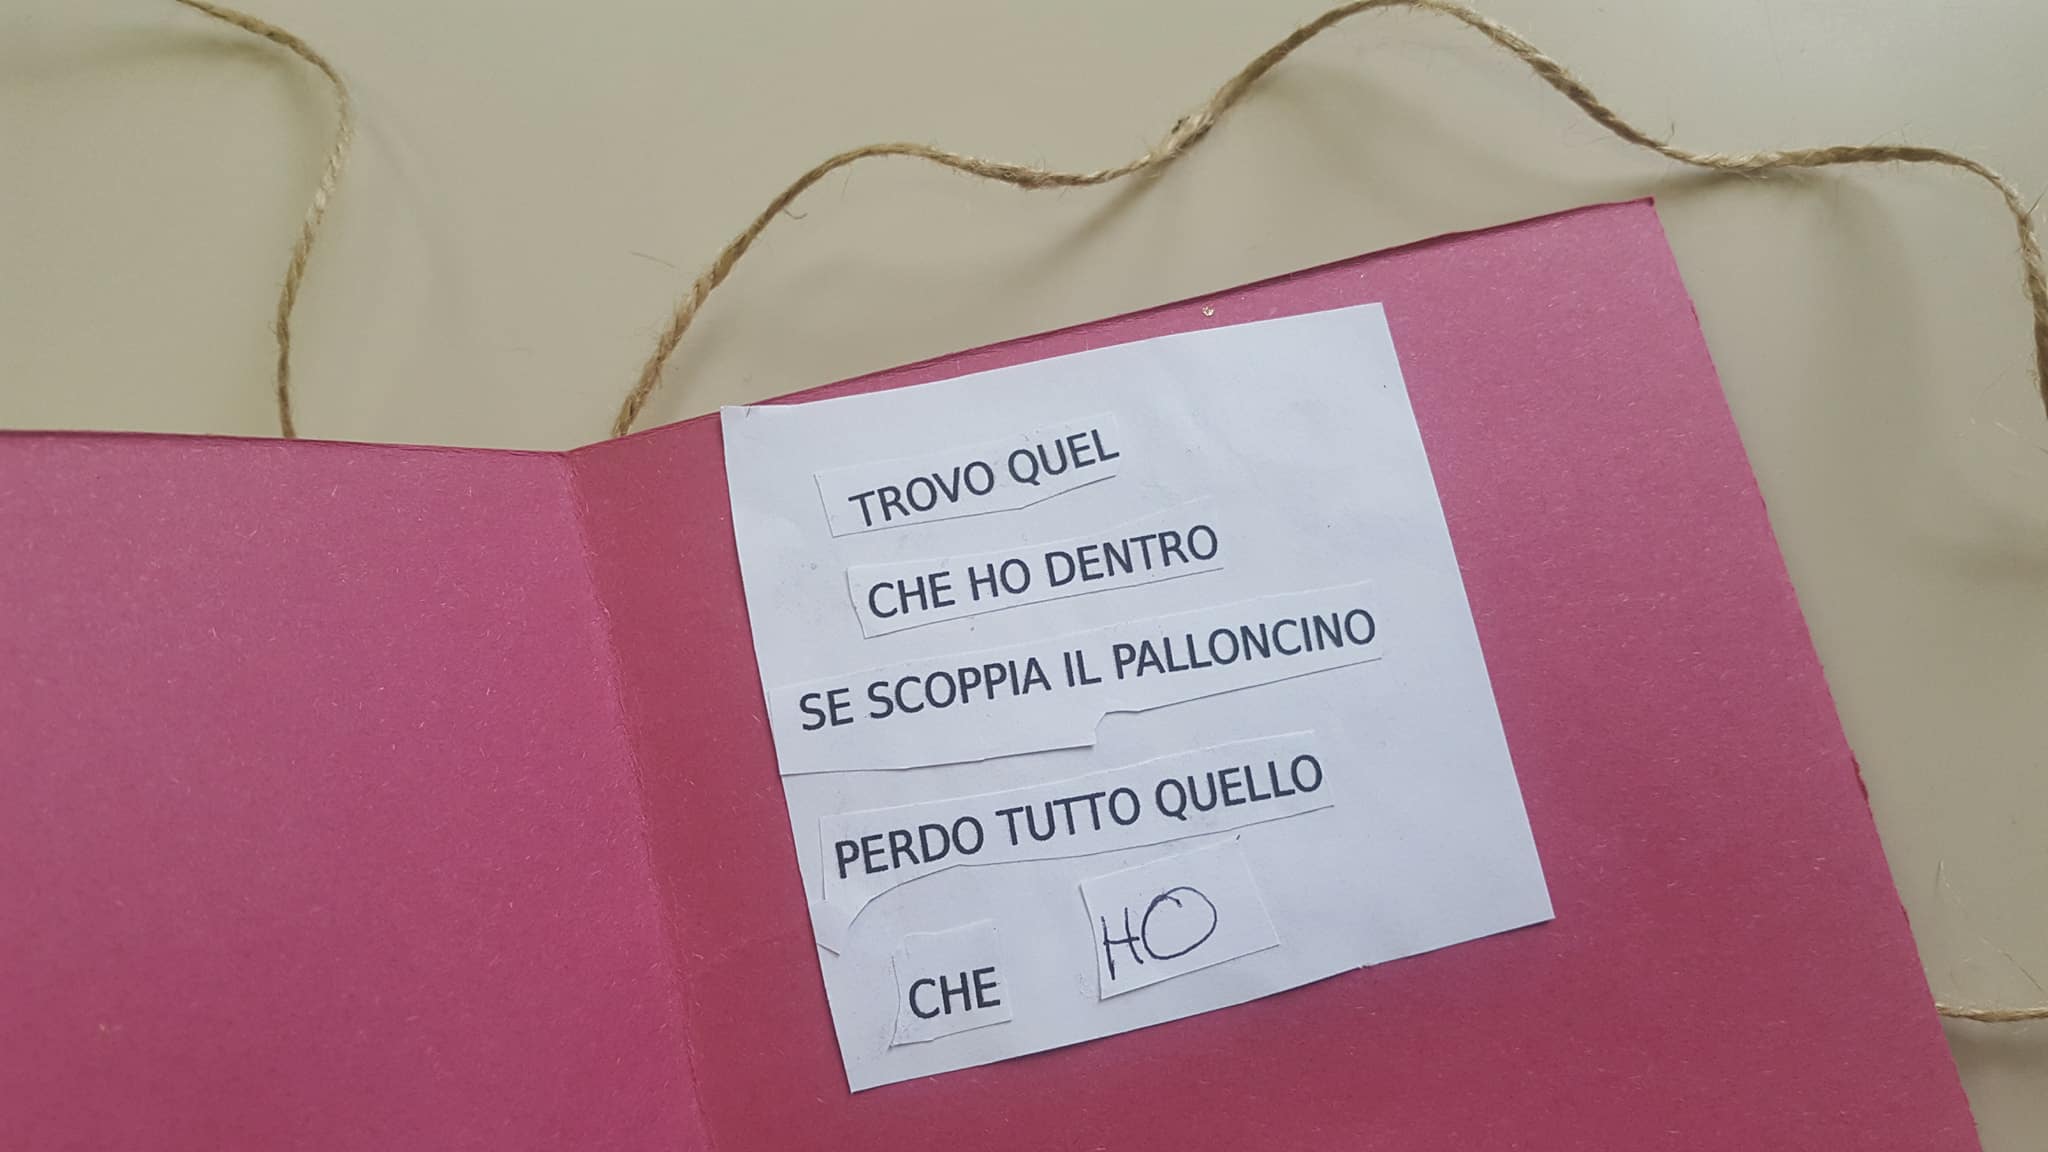 TROVO QUEL
CHE HO DENTRO
SE SCOPPIA IL PALLONCINO
PERDO TUTTO QUELLO
CHE HO